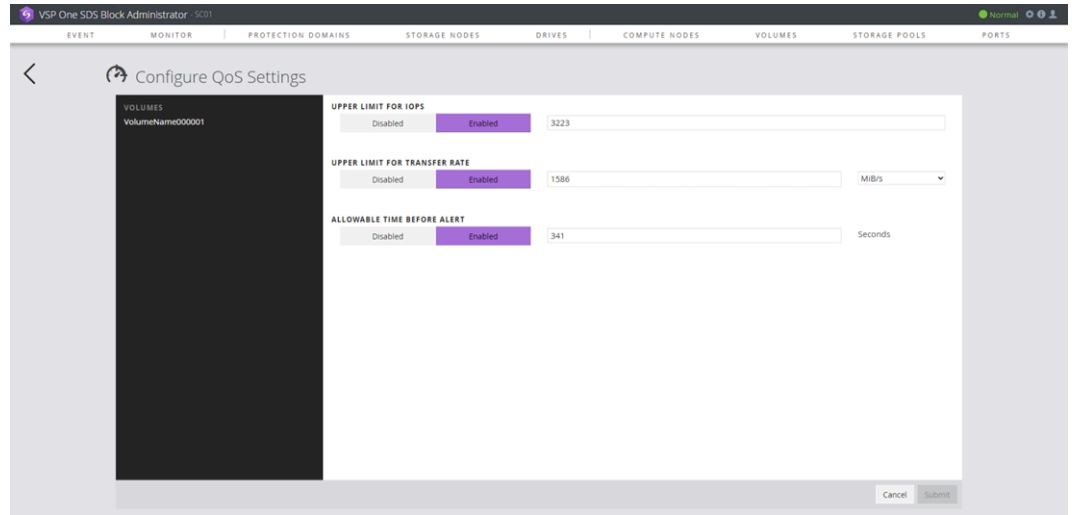 VSP One SDS Block Administrator - SC01 Normal
EVENT MONITOR PROTECTION DOMAINS STORAGE NODES DRIVES COMPUTE NODES VOLUMES STORAGE POOLS PORTS
Configure QoS Settings
VOLUMES
VolumeName000001
UPPER LIMIT FOR IOPS
Disabled Enabled 3223
UPPER LIMIT FOR TRANSFER RATE
Disabled Enabled 1586 MiB/s
ALLOWABLE TIME BEFORE ALERT
Disabled Enabled 341 Seconds
Cancel Submit